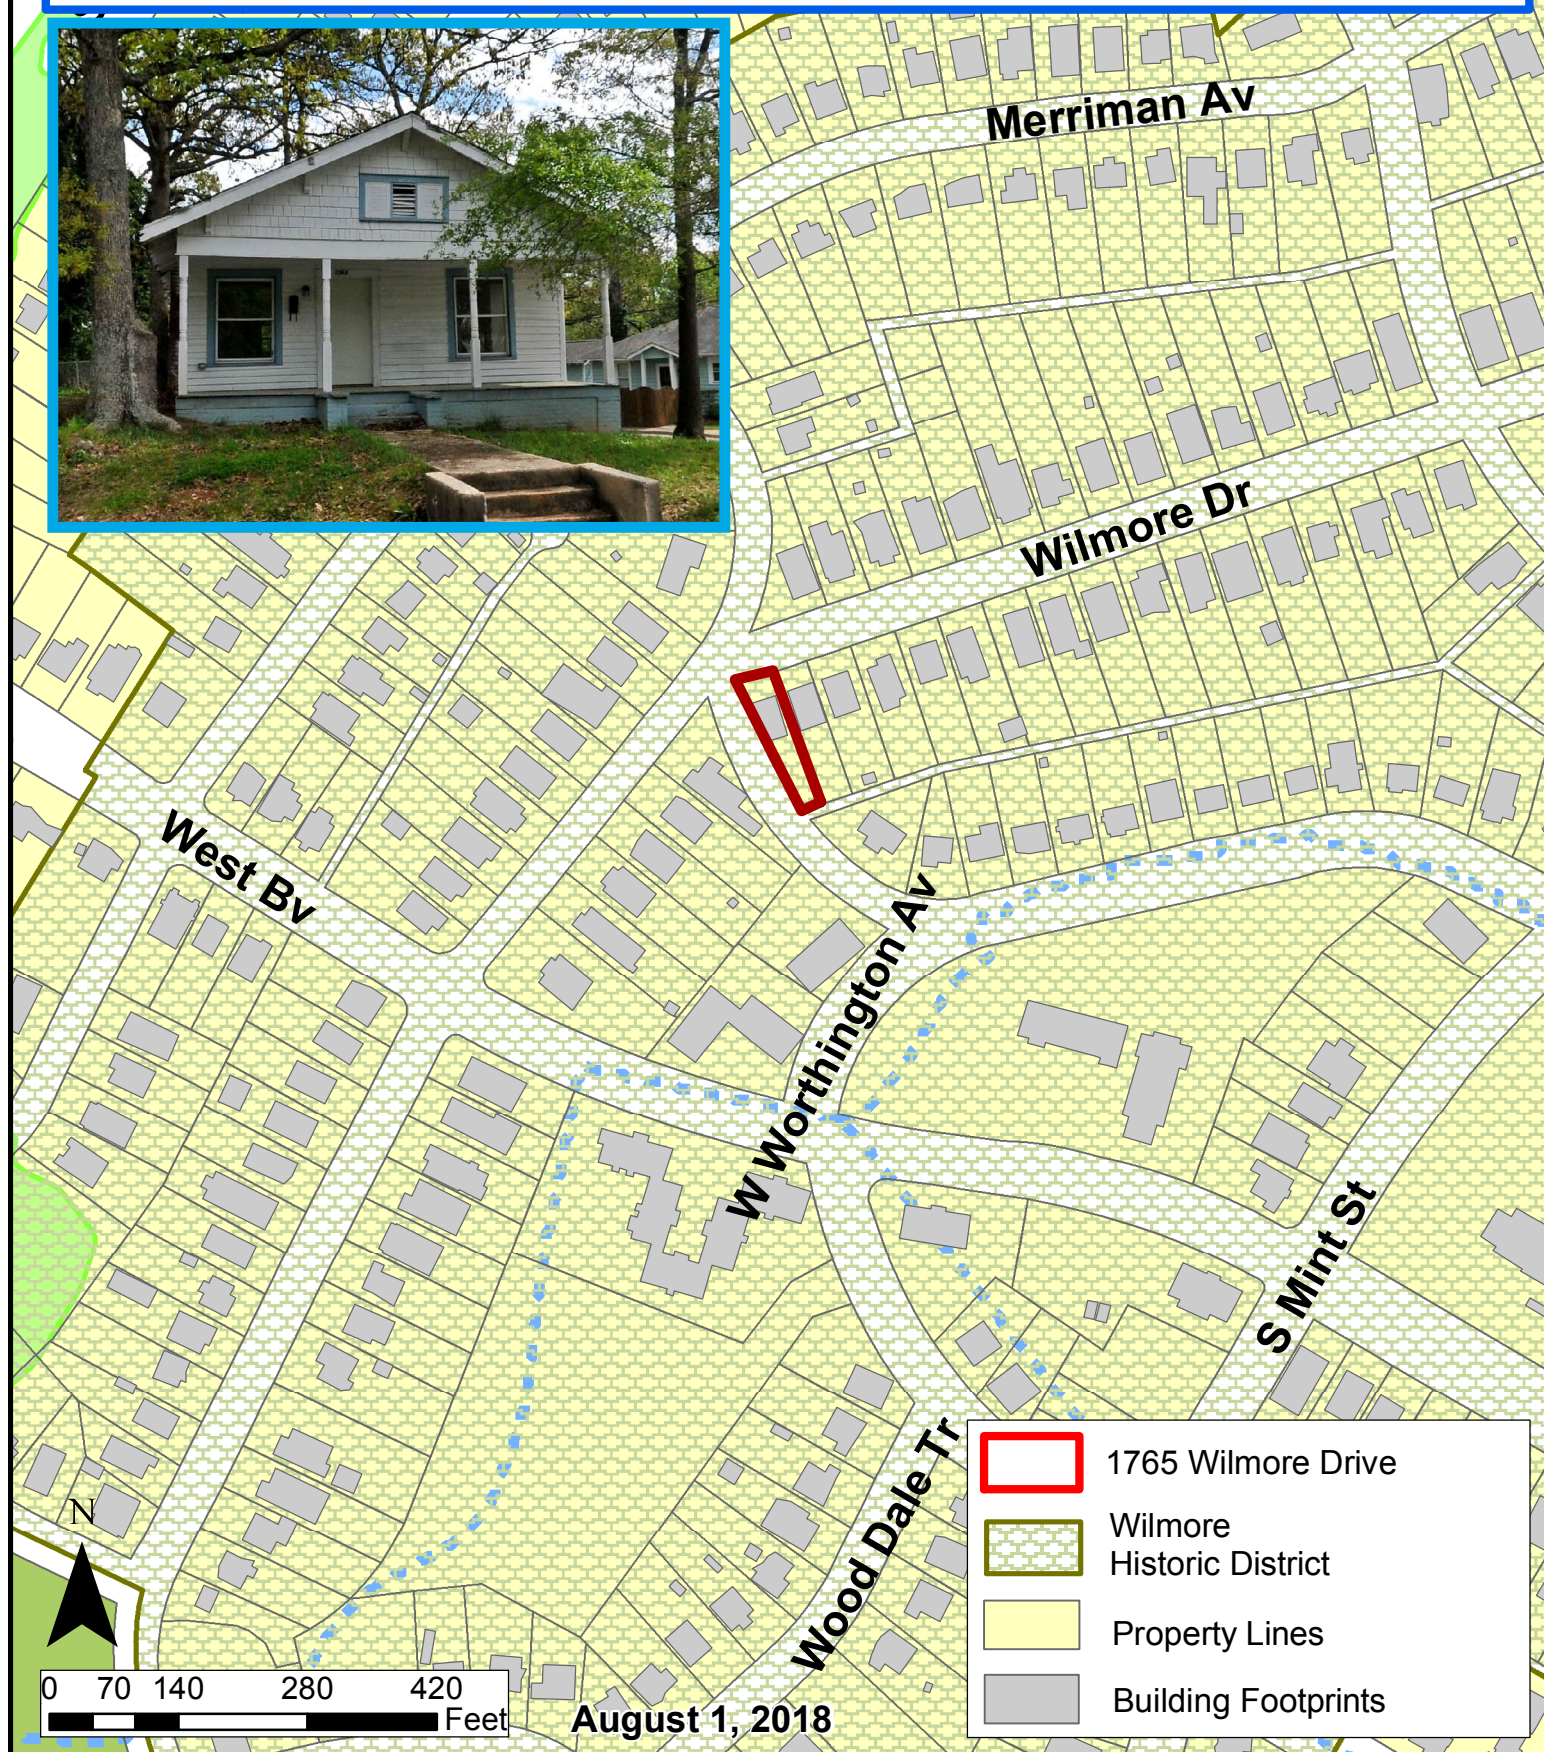 Merriman Av
Wilmore Dr
West Bv
W Worthington Av
S Mint St
Wood Dale Tr
1765 Wilmore Drive
Wilmore
Historic District
Property Lines
Building Footprints
N
0 70 140 280 420
Feet
August 1, 2018